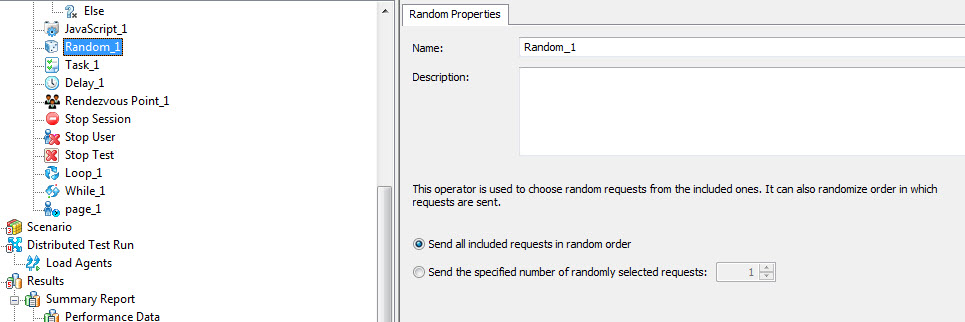 Else
JavaScript_1
Random_1
Task_1
Delay_1
Rendezvous Point_1
Stop Session
Stop User
Stop Test
Loop_1
While_1
page_1
Scenario
Distributed Test Run
Load Agents
Results
Summary Report
Performance Data
Random Properties
Name:
Random_1
Description:
This operator is used to choose random requests from the included ones. It can also randomize order in which
requests are sent.
Send all included requests in random order
Send the specified number of randomly selected requests:
1